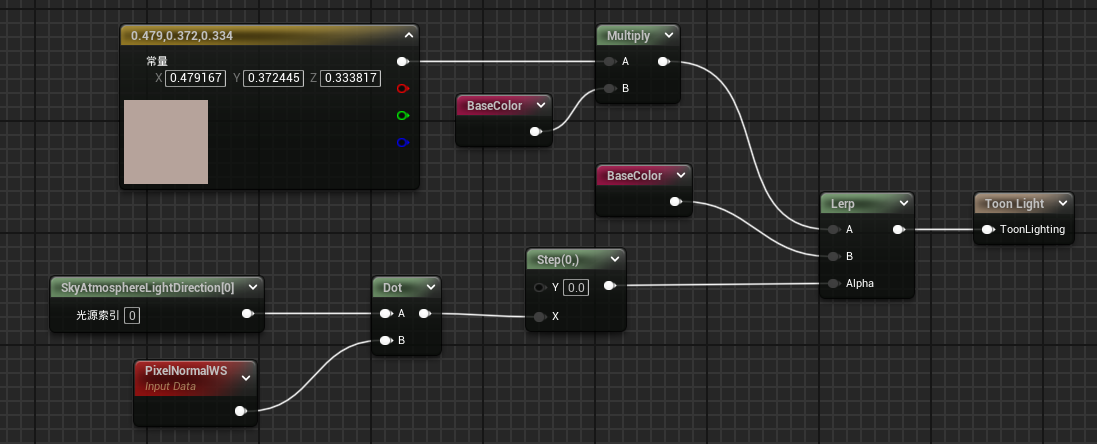 0.479,0.372,0.334
常量
X 0.479167 Y 0.372445 Z 0.333817
Multiply
A
B
BaseColor
BaseColor
Lerp
A
B
Alpha
Toon Light
ToonLighting
Step(0,)
Y 0.0
X
SkyAtmosphereLightDirection[0]
光源索引 0
Dot
A
B
PixelNormalWS
Input Data